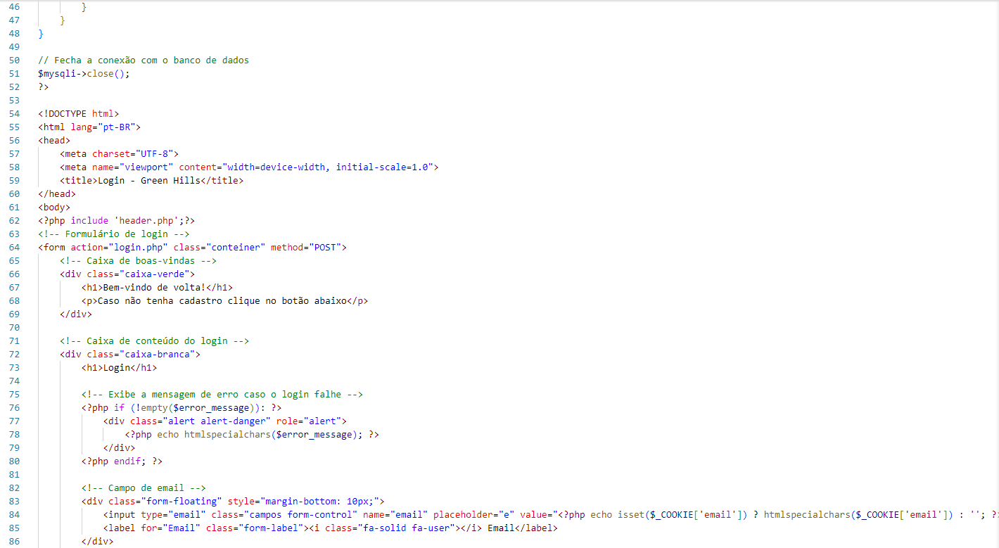 46 }
47 }
48 }
49
50 // Fecha a conexão com o banco de dados
51 $mysqli->close();
52 ?>
53
54 <!DOCTYPE html>
55 <html lang="pt-BR">
56 <head>
57 <meta charset="UTF-8">
58 <meta name="viewport" content="width=device-width, initial-scale=1.0">
59 <title>Login - Green Hills</title>
60 </head>
61 <body>
62 <?php include 'header.php';?>
63 <!-- Formulário de login -->
64 <form action="login.php" class="conteiner" method="POST">
65 <!-- Caixa de boas-vindas -->
66 <div class="caixa-verde">
67 <h1>Bem-vindo de volta!</h1>
68 <p>Caso não tenha cadastro clique no botão abaixo</p>
69 </div>
70
71 <!-- Caixa de conteúdo do login -->
72 <div class="caixa-branca">
73 <h1>Login</h1>
74
75 <!-- Exibe a mensagem de erro caso o login falhe -->
76 <?php if (!empty($error_message)): ?>
77 <div class="alert alert-danger" role="alert">
78 <?php echo htmlspecialchars($error_message); ?>
79 </div>
80 <?php endif; ?>
81
82 <!-- Campo de email -->
83 <div class="form-floating" style="margin-bottom: 10px;">
84 <input type="email" class="campos form-control" name="email" placeholder="e" value="<?php echo isset($_COOKIE['email']) ? htmlspecialchars($_COOKIE['email']) : ''; ?>
85 <label for="Email" class="form-label"><i class="fa-solid fa-user"></i> Email</label>
86 </div>